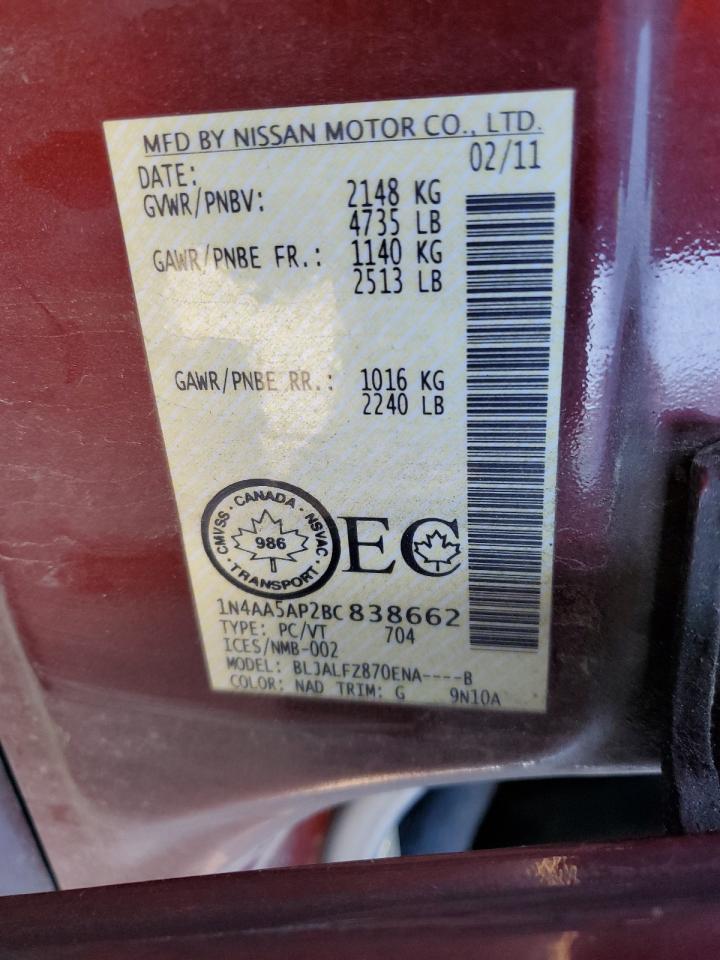 MFD BY NISSAN MOTOR CO., LTD.
DATE: 02/11
GVWR/PNBV: 2148 KG
4735 LB
GAWR/PNBE FR.: 1140 KG
2513 LB
GAWR/PNBE RR.: 1016 KG
2240 LB
CMVSS · CANADA · NSVAC · TRANSPORT ·
986
EC
1N4AA5AP2BC838662
TYPE: PC/VT 704
ICES/NMB-002
MODEL: BLJALFZ870ENA----B
COLOR: NAD TRIM: G 9N10A